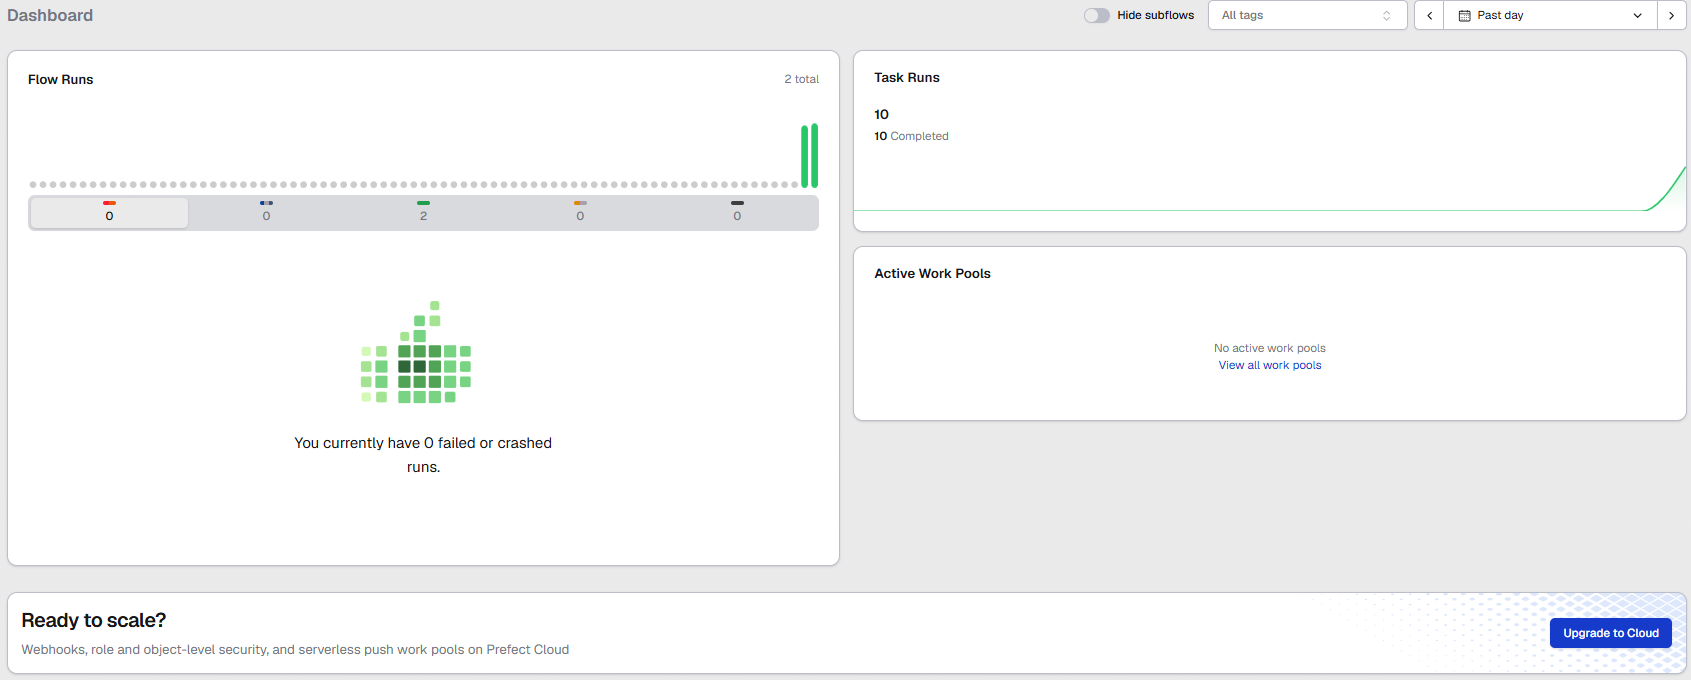 Dashboard
Hide subflows
All tags
Past day
Flow Runs
2 total
0
0
2
0
0
You currently have 0 failed or crashed
runs.
Task Runs
10
10 Completed
Active Work Pools
No active work pools
View all work pools
Ready to scale?
Webhooks, role and object-level security, and serverless push work pools on Prefect Cloud
Upgrade to Cloud